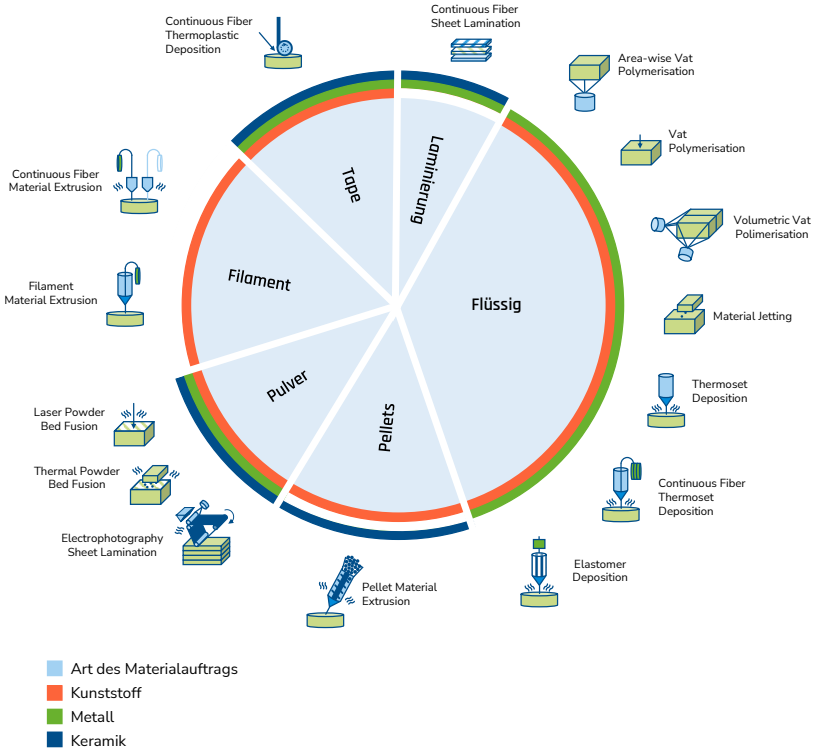 Continuous Fiber
Sheet Lamination
Continuous Fiber
Thermoplastic
Deposition
Area-wise Vat
Polymerisation
Vat
Polymerisation
Continuous Fiber
Material Extrusion
Volumetric Vat
Polimerisation
Filament
Material Extrusion
Material Jetting
Thermoset
Deposition
Laser Powder
Bed Fusion
Thermal Powder
Bed Fusion
Continuous Fiber
Thermoset
Deposition
Electrophotography
Sheet Lamination
Elastomer
Deposition
Pellet Material
Extrusion
Tape
Laminierung
Filament
Flüssig
Pulver
Pellets
Art des Materialauftrags
Kunststoff
Metall
Keramik